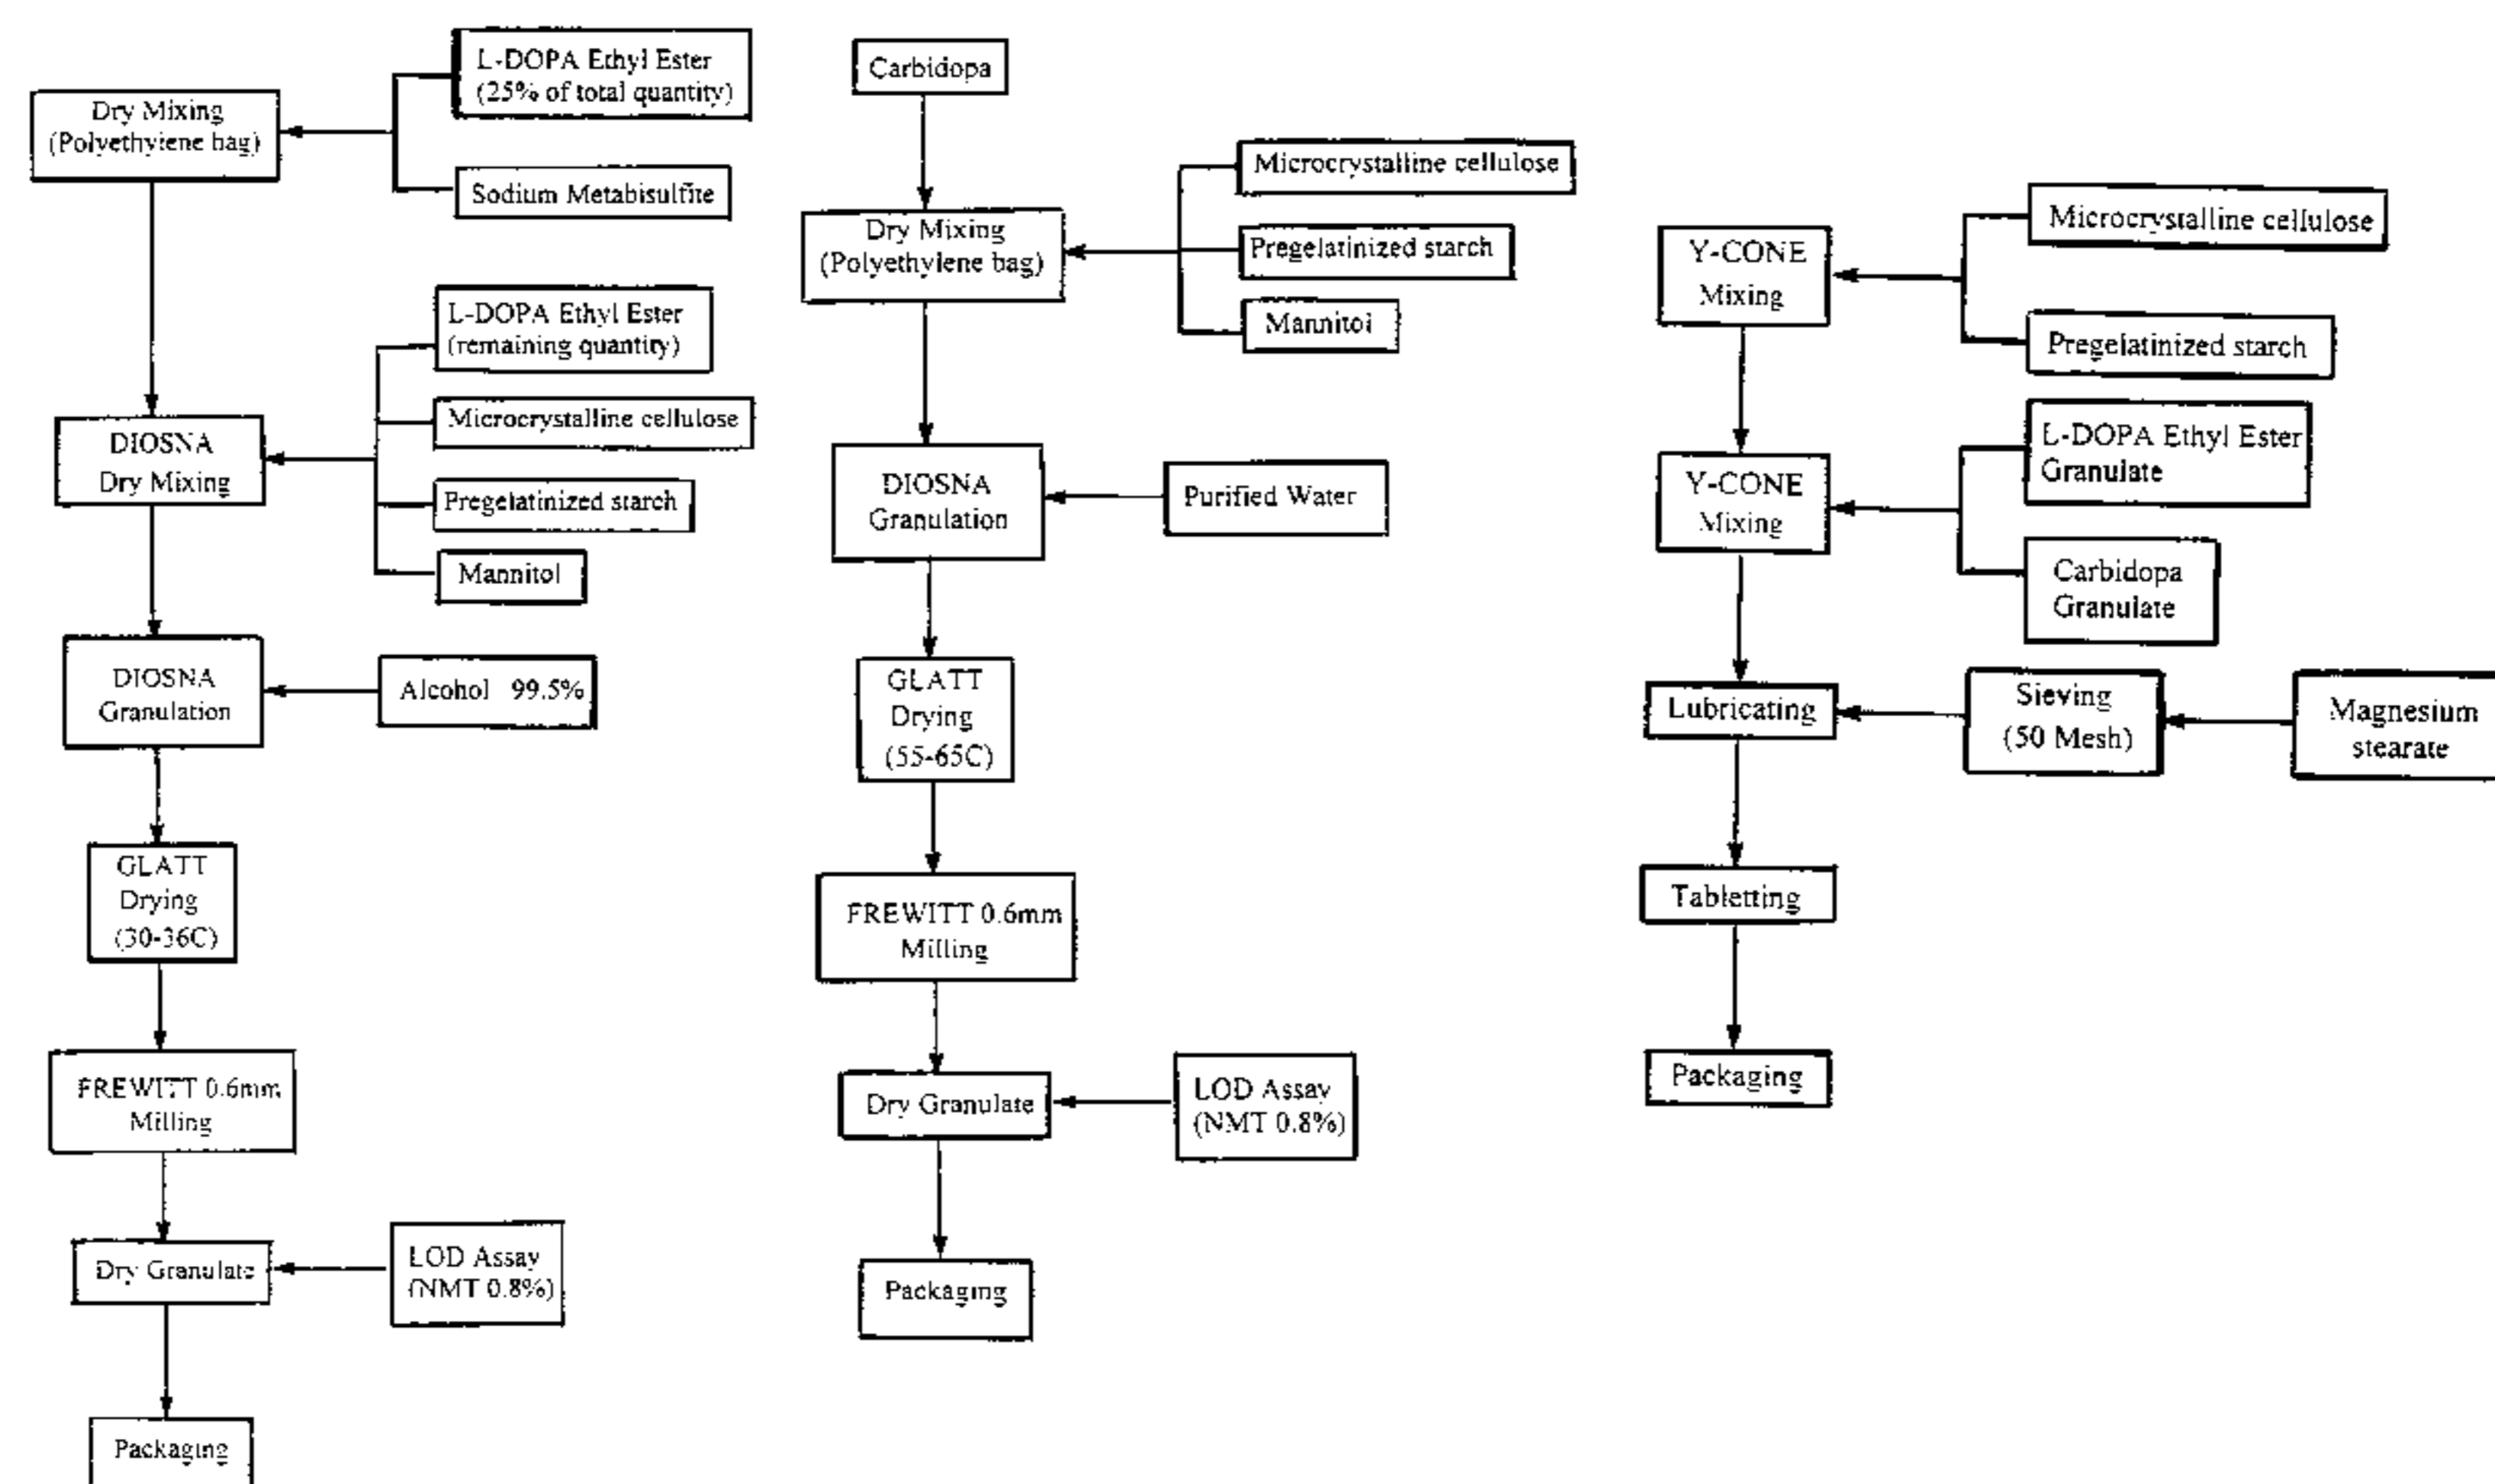 L-DOPA Ethyl Ester
(25% of total quantity)
Dry Mixing
(Polyethylene bag)
Sodium Metabisulfite
L-DOPA Ethyl Ester
(remaining quantity)
Microcrystalline cellulose
DIOSNA
Dry Mixing
Pregelatinized starch
Mannitol
DIOSNA
Granulation
Alcohol 99.5%
GLATT
Drying
(30-36C)
FREWITT 0.6mm
Milling
Dry Granulate
LOD Assay
(NMT 0.8%)
Packaging
Carbidopa
Microcrystalline cellulose
Dry Mixing
(Polyethylene bag)
Pregelatinized starch
Mannitol
DIOSNA
Granulation
Purified Water
GLATT
Drying
(55-65C)
FREWITT 0.6mm
Milling
Dry Granulate
LOD Assay
(NMT 0.8%)
Packaging
Microcrystalline cellulose
Y-CONE
Mixing
Pregelatinized starch
L-DOPA Ethyl Ester
Granulate
Y-CONE
Mixing
Carbidopa
Granulate
Lubricating
Sieving
(50 Mesh)
Magnesium
stearate
Tabletting
Packaging